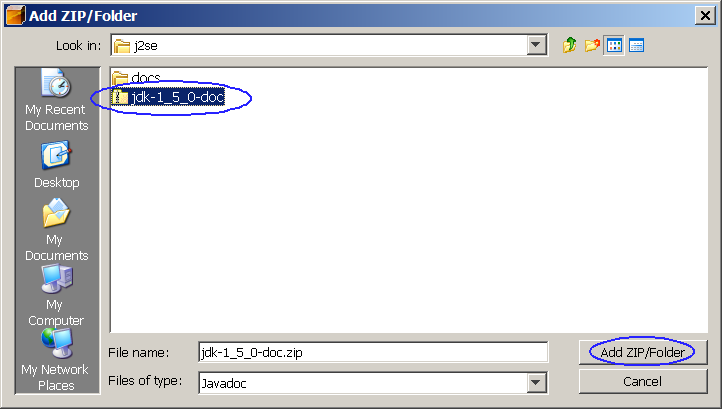 Add ZIP/Folder
Look in:
j2se
My Recent
Documents
Desktop
My
Documents
My
Computer
My Network
Places
docs
jdk-1_5_0-doc
File name:
jdk-1_5_0-doc.zip
Add ZIP/Folder
Files of type:
Javadoc
Cancel